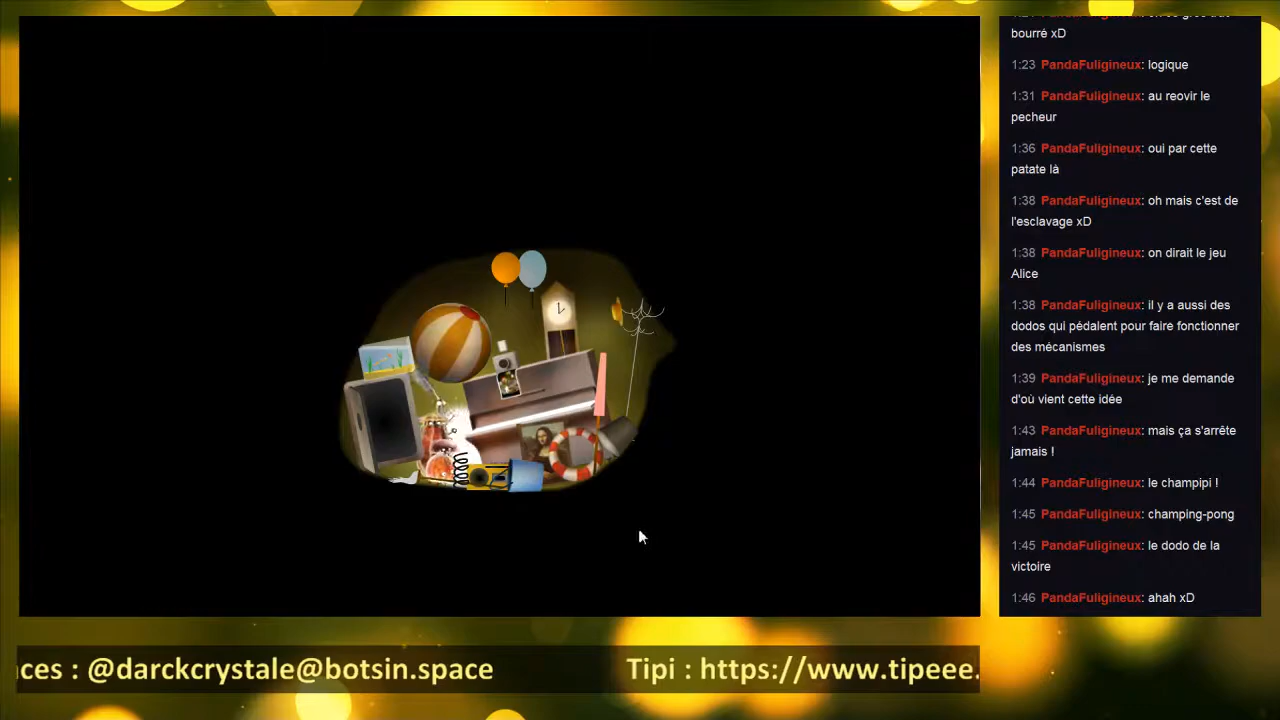 bourré xD
1:23 PandaFuligineux: logique
1:31 PandaFuligineux: au reovir le
pecheur
1:36 PandaFuligineux: oui par cette
patate là
1:38 PandaFuligineux: oh mais c'est de
l'esclavage xD
1:38 PandaFuligineux: on dirait le jeu
Alice
1:38 PandaFuligineux: il y a aussi des
dodos qui pédalent pour faire fonctionner
des mécanismes
1:39 PandaFuligineux: je me demande
d'où vient cette idée
1:43 PandaFuligineux: mais ça s'arrête
jamais !
1:44 PandaFuligineux: le champipi !
1:45 PandaFuligineux: champing-pong
1:45 PandaFuligineux: le dodo de la
victoire
1:46 PandaFuligineux: ahah xD
ces : @darckcrystale@botsin.space Tipi : https://www.tipeee.